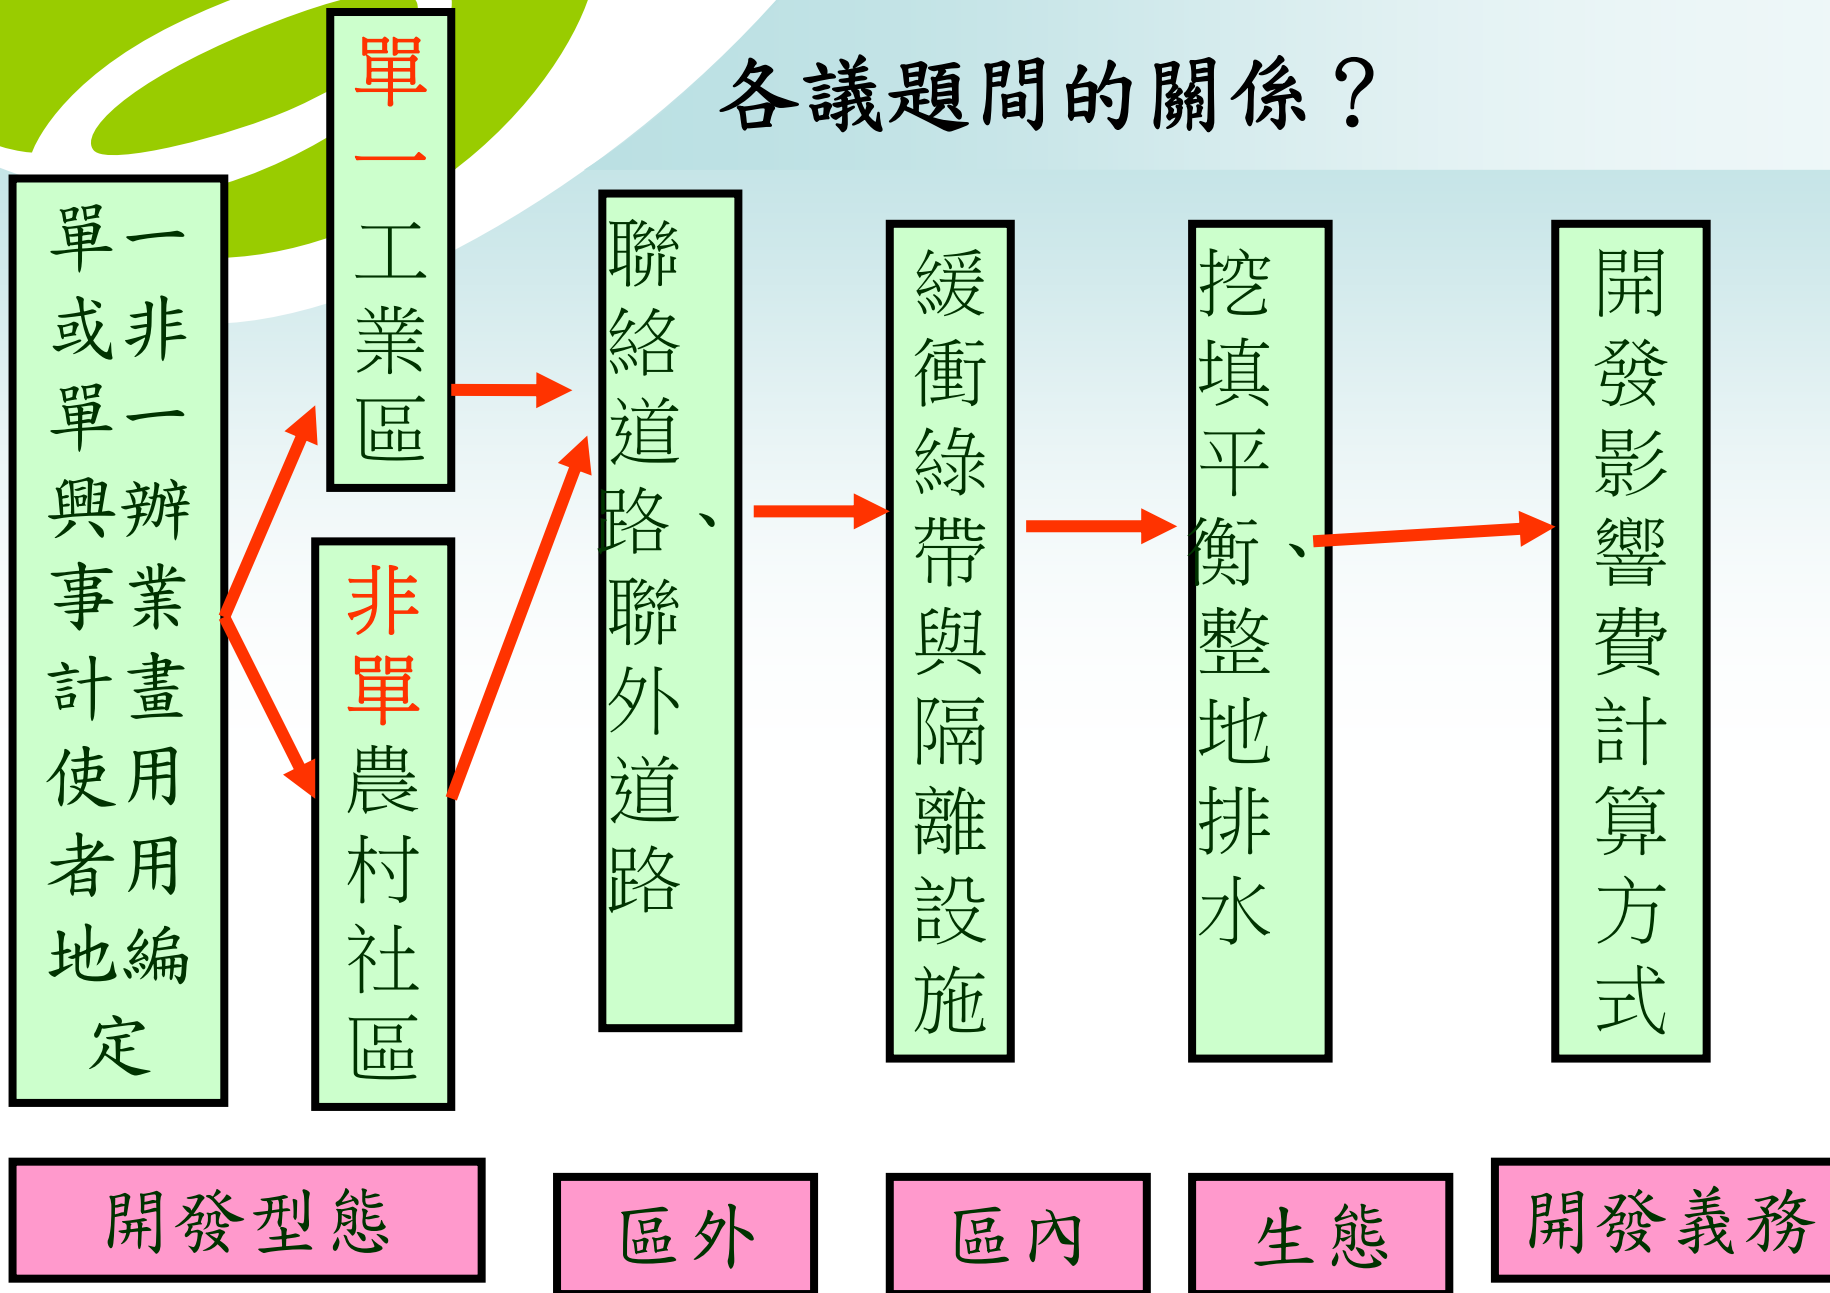 各議題間的關係？
單一
或非
單一
興辦
事業
計畫
使用
者用
地編
定
單一工業區
非單農村社區
聯絡道路、聯外道路
緩衝綠帶與隔離設施
挖填平衡、整地排水
開發影響費計算方式
開發型態
區外
區內
生態
開發義務